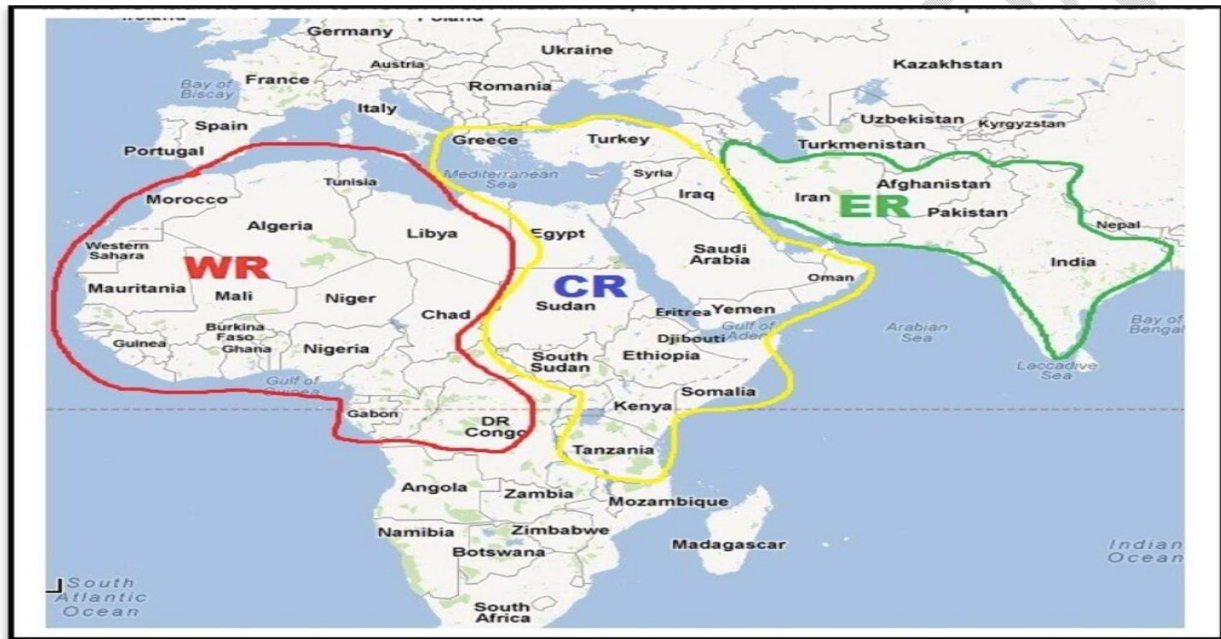 Germany
Poland
Ukraine
Kazakhstan
Austria
Bay of
Biscay
France
Romania
Italy
Uzbekistan
Kyrgyzstan
Spain
Greece
Turkey
Turkmenistan
Portugal
Mediterranean
Sea
Syria
Afghanistan
Tunisia
Iraq
Iran
ER
Morocco
Pakistan
Nepal
Algeria
Libya
Egypt
Saudi
Arabia
India
Western
Sahara
WR
CR
Oman
Mauritania
Mali
Niger
Chad
Sudan
Eritrea
Yemen
Arabian
Sea
Bay of
Bengal
Burkina
Faso
Guinea
Ghana
Nigeria
Djibouti
Gulf of
Aden
South
Sudan
Ethiopia
Laccadive
Sea
Gulf of
Guinea
Somalia
Gabon
Kenya
DR
Congo
Tanzania
Angola
Zambia
Mozambique
Namibia
Zimbabwe
Madagascar
Botswana
Indian
Ocean
South
Atlantic
Ocean
South
Africa